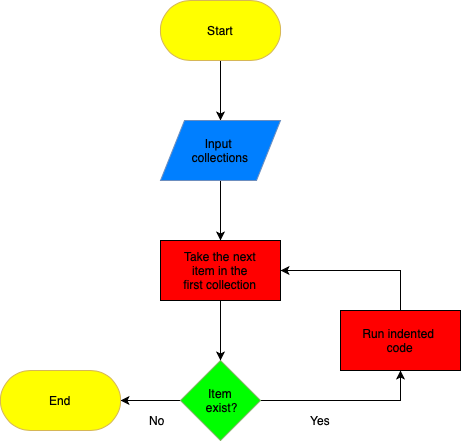 Start
Input
collections
Take the next
item in the
first collection
Run indented
code
Item
exist?
End
No
Yes